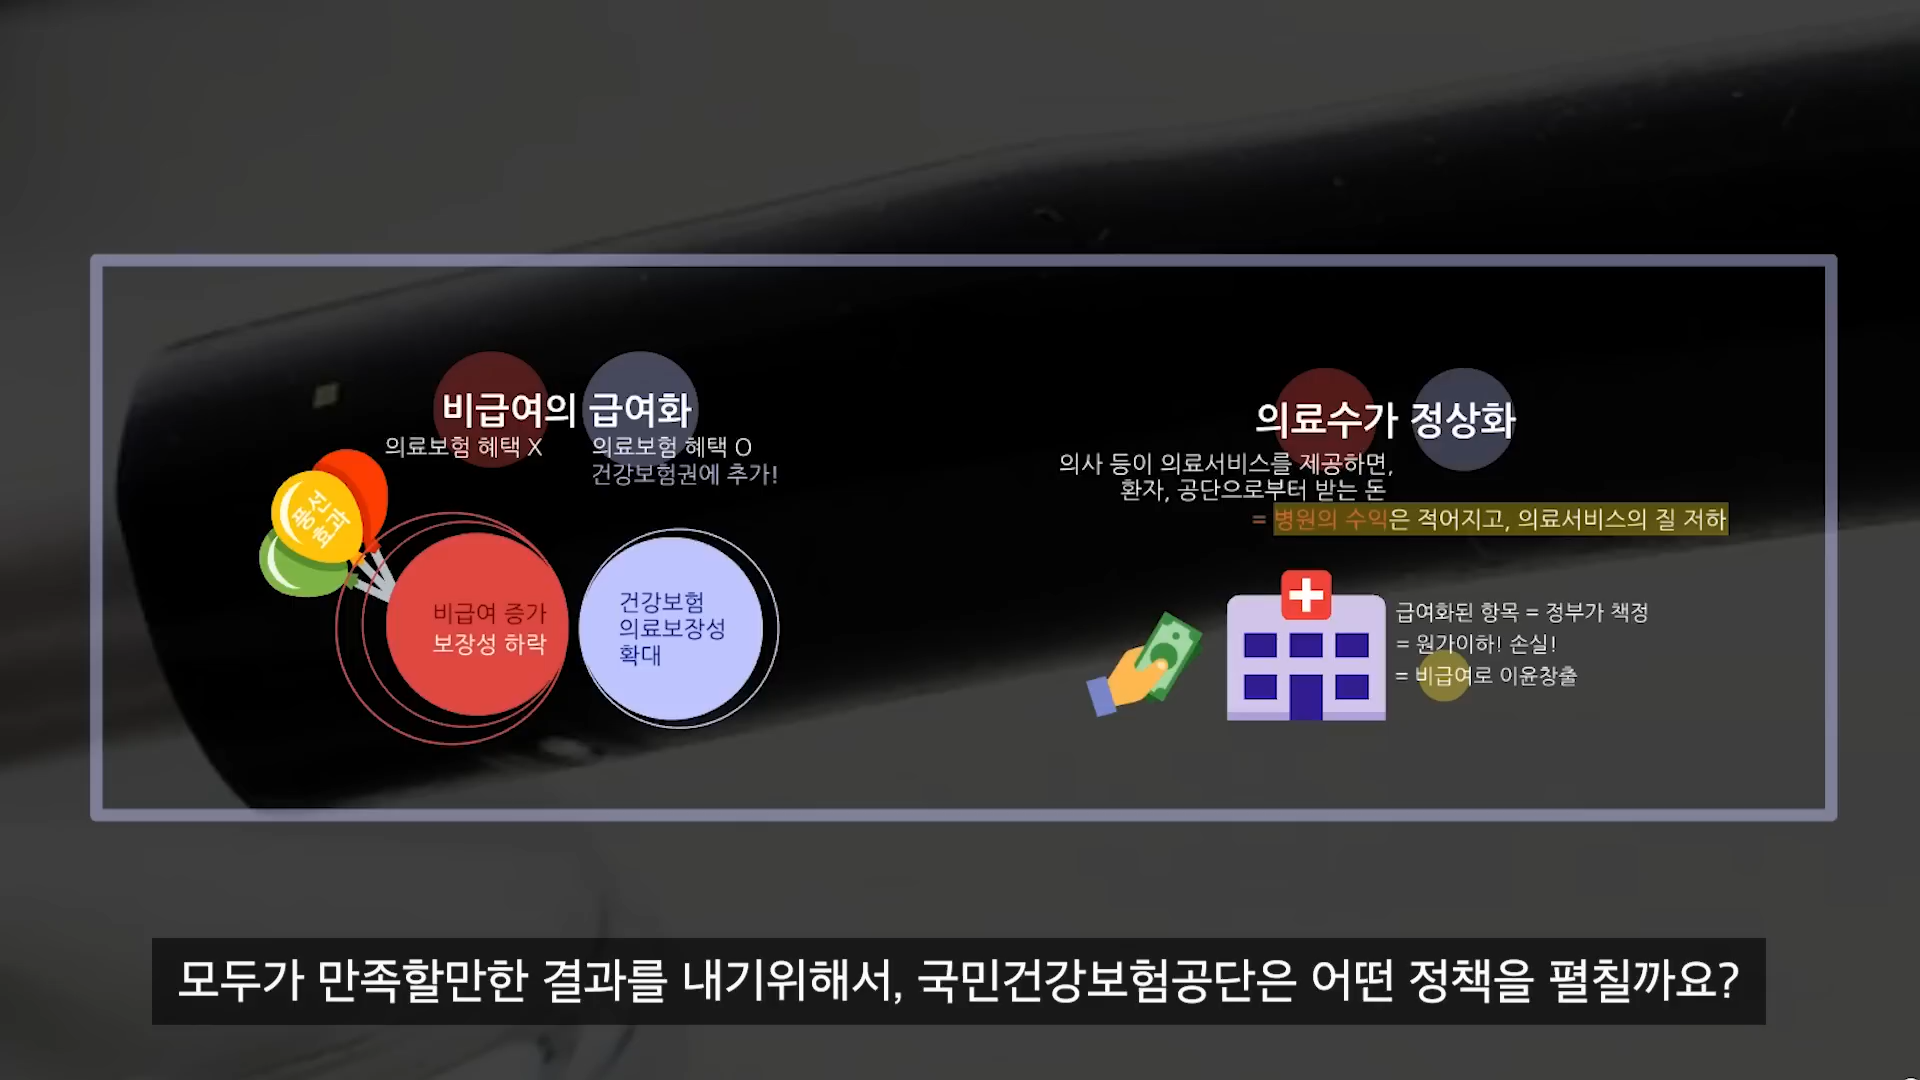 비급여의 급여화
의료보험 혜택 X
의료보험 혜택 O
건강보험권에 추가!
풍선효과
비급여 증가
보장성 하락
건강보험
의료보장성
확대
의료수가 정상화
의사 등이 의료서비스를 제공하면,
환자, 공단으로부터 받는 돈
= 병원의 수익은 적어지고, 의료서비스의 질 저하
급여화된 항목 = 정부가 책정
= 원가이하! 손실!
= 비급여로 이윤창출
모두가 만족할만한 결과를 내기위해서, 국민건강보험공단은 어떤 정책을 펼칠까요?